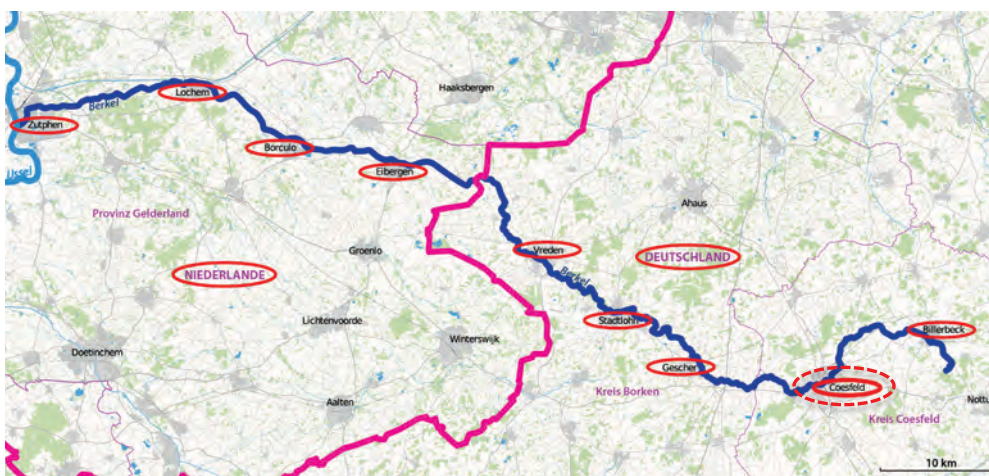 Haaksbergen
Lochem
Berkel
Zutphen
Borculo
Eibergen
IJssel
Ahaus
Provinz Gelderland
Groenlo
Vreden
DEUTSCHLAND
NIEDERLANDE
Berkel
Lichtenvoorde
Stadtlohn
Billerbeck
Winterswijk
Doetinchem
Gescher
Coesfeld
Kreis Borken
Nottu
Aalten
Kreis Coesfeld
10 km